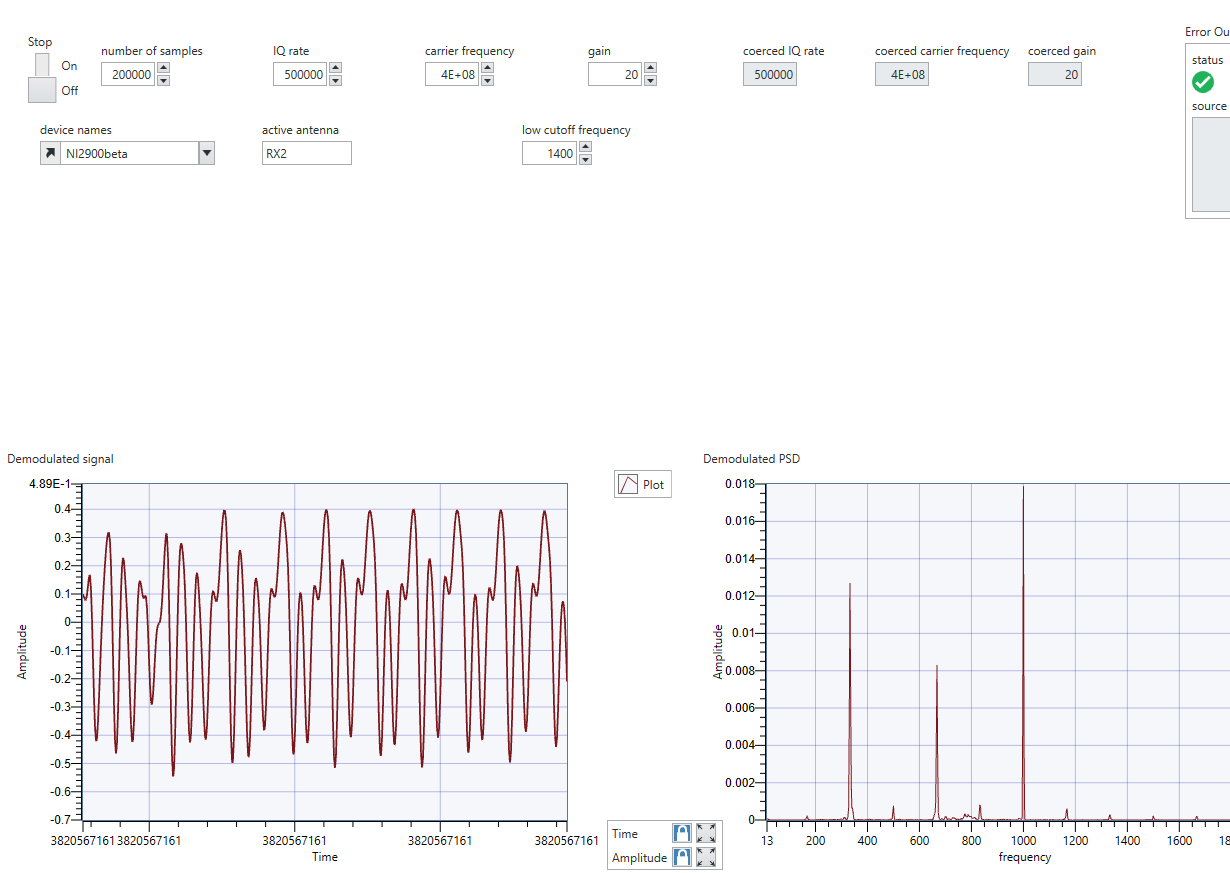 Error Ou
Stop
On
Off
number of samples
200000
IQ rate
500000
carrier frequency
4E+08
gain
20
coerced IQ rate
500000
coerced carrier frequency
4E+08
coerced gain
20
status
source
device names
NI2900beta
active antenna
RX2
low cutoff frequency
1400
Demodulated signal
4.89E-1
0.4
0.3
0.2
0.1
0
-0.1
-0.2
-0.3
-0.4
-0.5
-0.6
-0.7
Amplitude
3820567161 3820567161 3820567161 3820567161 3820567161
Time
Plot
Time
Amplitude
Demodulated PSD
0.018
0.016
0.014
0.012
0.01
0.008
0.006
0.004
0.002
0
Amplitude
13 200 400 600 800 1000 1200 1400 1600 18
frequency